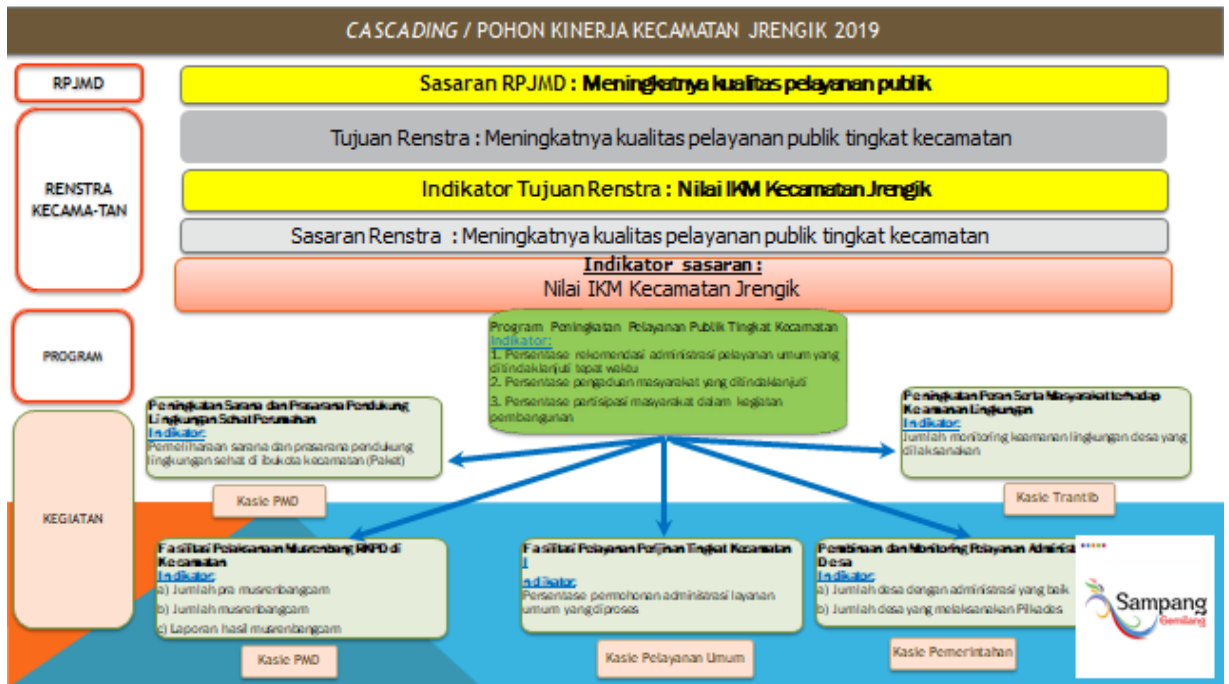 CASCADING / POHON KINERJA KECAMATAN JRENGIK 2019
RPJMD
Sasaran RPJMD : Meningkatnya kualitas pelayanan publik
RENSTRA
KECAMA-TAN
Tujuan Renstra : Meningkatnya kualitas pelayanan publik tingkat kecamatan
Indikator Tujuan Renstra : Nilai IKM Kecamatan Jrengik
Sasaran Renstra : Meningkatnya kualitas pelayanan publik tingkat kecamatan
Indikator sasaran :
Nilai IKM Kecamatan Jrengik
PROGRAM
Program Peningkatan Pelayanan Publik Tingkat Kecamatan
Indikator:
1. Persentase rekomendasi administrasi pelayanan umum yang
ditindaklanjuti tepat waktu
2. Persentase pengaduan masyarakat yang ditindaklanjuti
3. Persentase partisipasi masyarakat dalam kegiatan
pembangunan
KEGIATAN
Peningkatan Sarana dan Prasarana Pendukung
Lingkungan Sehat Perumahan
Indikator:
Pemeliharaan sarana dan prasarana pendukung
lingkungan sehat di ibukota kecamatan (Paket)
Kasie PMD
Peningkatan Peran Serta Masyarakat terhadap
Keamanan Lingkungan
Indikator:
Jumlah monitoring keamanan lingkungan desa yang
dilaksanakan
Kasie Trantib
Fasilitasi Pelaksanaan Musrenbang RKPD di
Kecamatan
Indikator:
a) Jumlah pra musrenbangcam
b) Jumlah musrenbangcam
c) Laporan hasil musrenbangcam
Kasie PMD
Fasilitasi Pelayanan Perijinan Tingkat Kecamatan
I
ndikator:
Persentase permohonan administrasi layanan
umum yang diproses
Kasie Pelayanan Umum
Pembinaan dan Monitoring Pelayanan Administ
Desa
Indikator:
a) Jumlah desa dengan administrasi yang baik
b) Jumlah desa yang melaksanakan Pilkades
Kasie Pemerintahan
Sampang
Gemilang